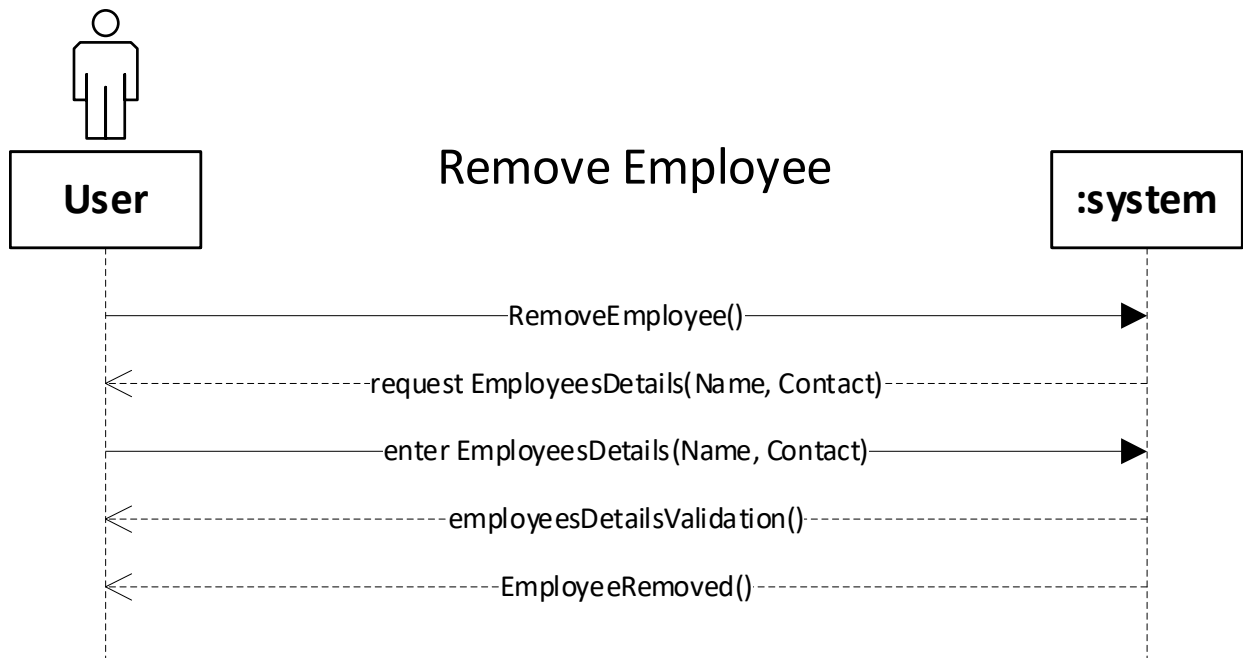 Remove Employee
User
:system
RemoveEmployee()
request EmployeesDetails(Name, Contact)
enter EmployeesDetails(Name, Contact)
employeesDetailsValidation()
EmployeeRemoved()